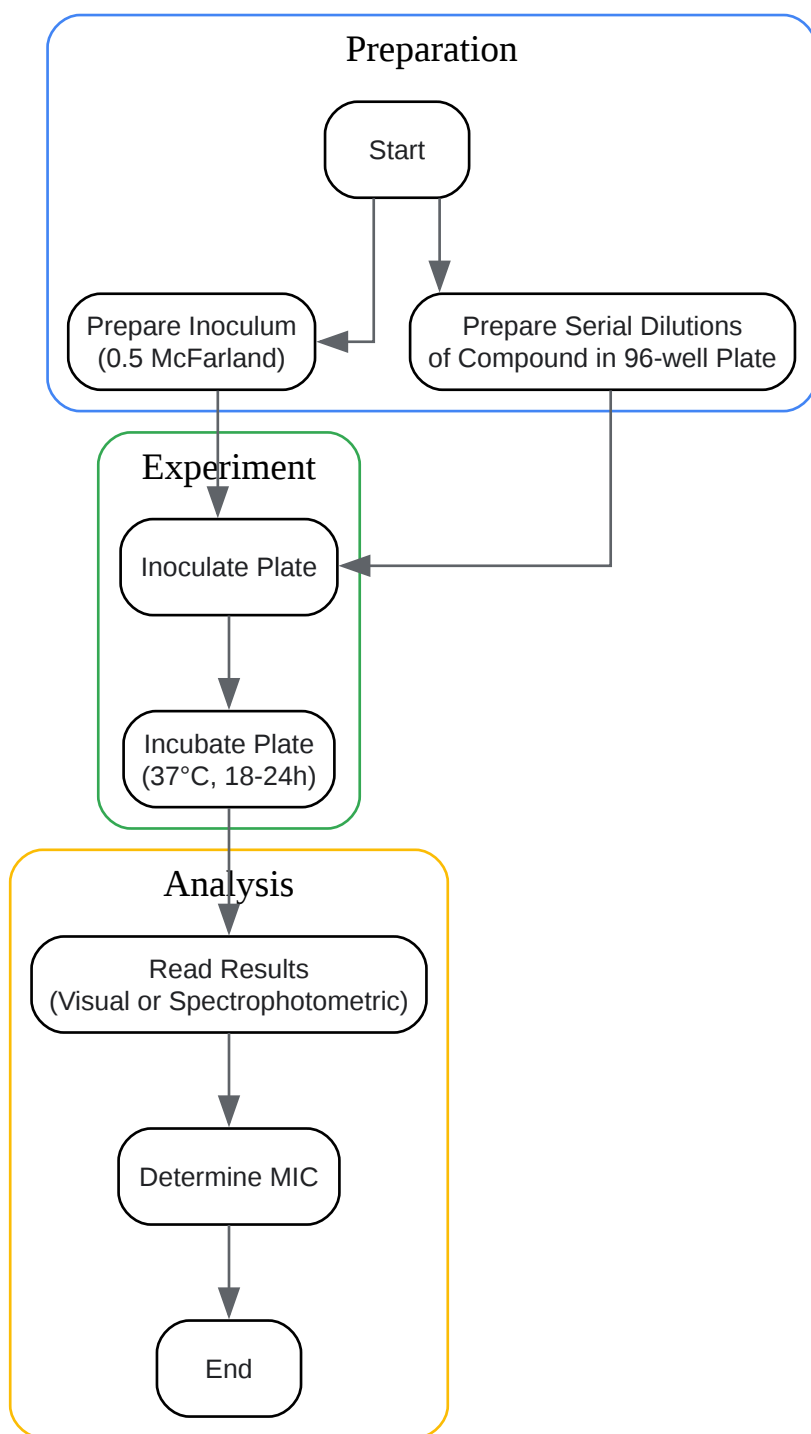 Preparation
Start
Prepare Inoculum
(0.5 McFarland)
Prepare Serial Dilutions
of Compound in 96-well Plate
Experiment
Inoculate Plate
Incubate Plate
(37°C, 18-24h)
Analysis
Read Results
(Visual or Spectrophotometric)
Determine MIC
End